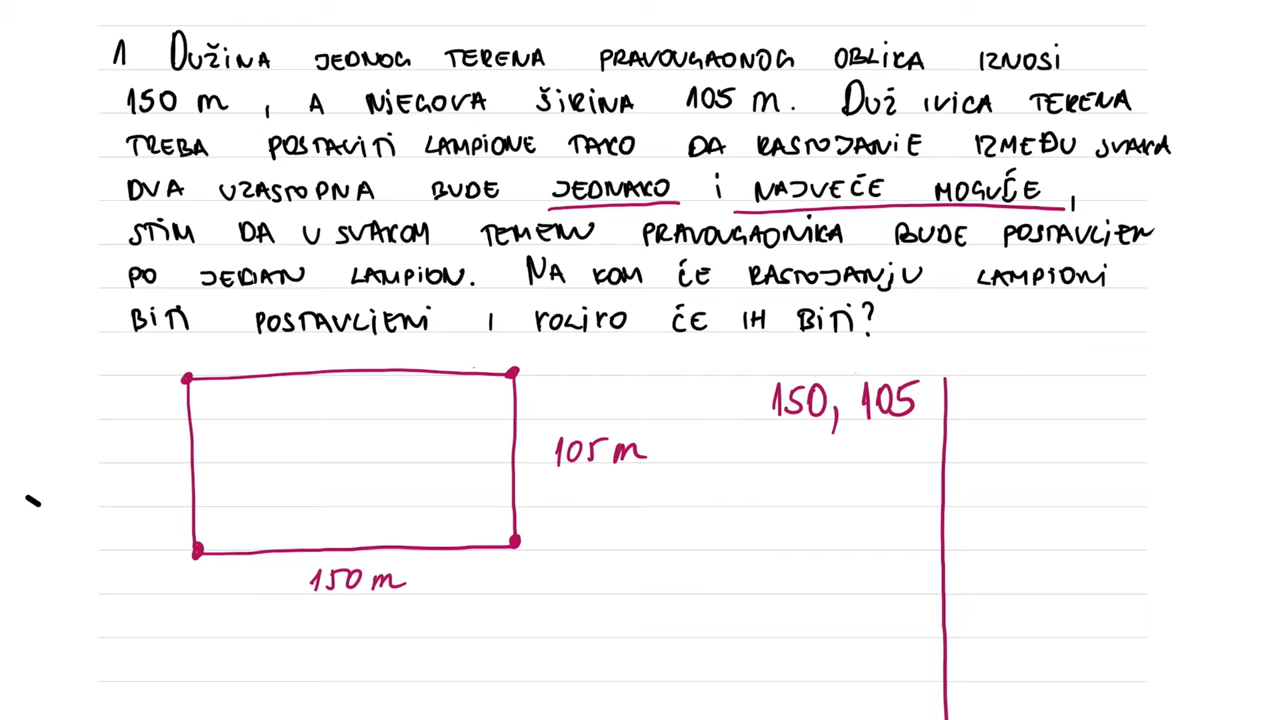 1 DUŽINA JEDNOG TERENA PRAVOUGAONOG OBLIKA IZNOSI
150 m, A NJEGOVA ŠIRINA 105 m. DUŽ IVICA TERENA
TREBA POSTAVITI LAMPIONE TAKO DA RASTOJANJE IZMEĐU SVAKA
DVA UZASTOPNA BUDE JEDNAKO I NAJVEĆE MOGUĆE,
STIM DA U SVAKOM TEMENU PRAVOUGAONIKA BUDE POSTAVLJEN
PO JEDAN LAMPION. NA KOM ĆE RASTOJANJU LAMPIONI
BITI POSTAVLJENI I KOLIKO ĆE IH BITI?
150, 105
105 m
150 m